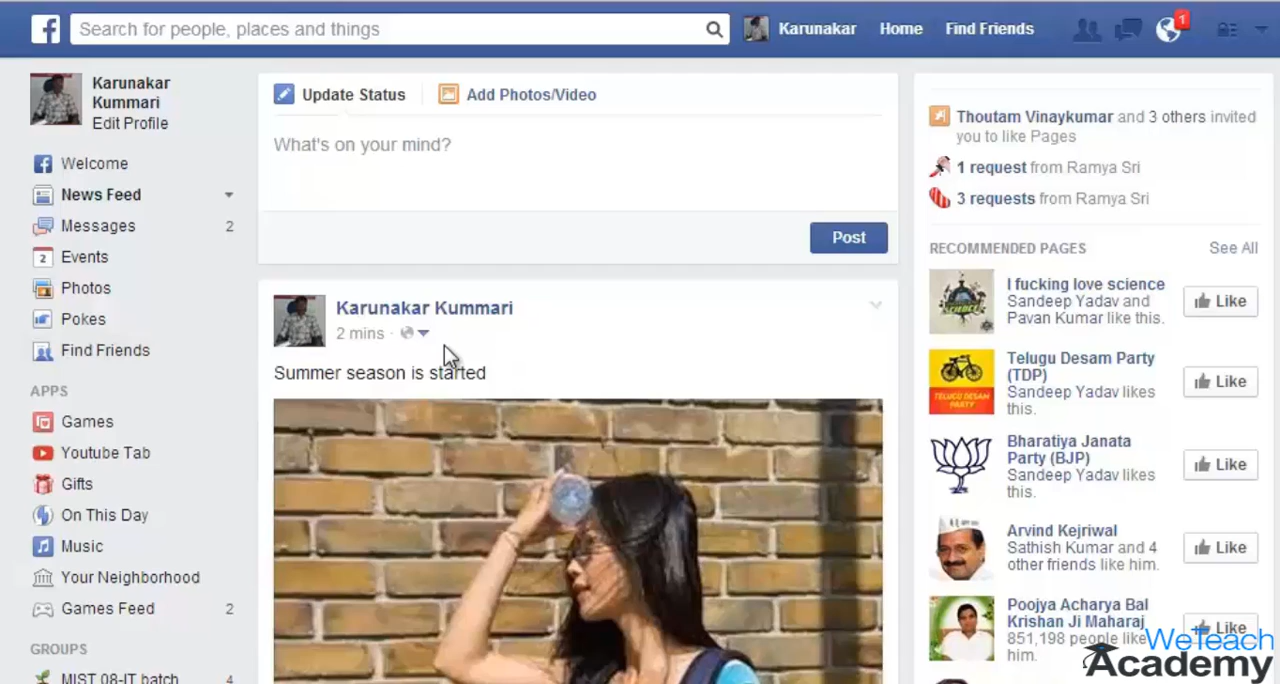 f
Search for people, places and things
Karunakar Home Find Friends
1
Karunakar
Kummari
Edit Profile
Welcome
News Feed
Messages 2
2 Events
Photos
Pokes
Find Friends
APPS
Games
Youtube Tab
Gifts
On This Day
Music
Your Neighborhood
Games Feed 2
GROUPS
MIST 08-IT batch 4
Update Status Add Photos/Video
What's on your mind?
Post
Karunakar Kummari
2 mins ·
Summer season is started
Thoutam Vinaykumar and 3 others invited
you to like Pages
1 request from Ramya Sri
3 requests from Ramya Sri
RECOMMENDED PAGES See All
I fucking love science
Sandeep Yadav and
Pavan Kumar like this.
Like
Telugu Desam Party
(TDP)
Sandeep Yadav likes
this.
Like
TELUGU DESAM
PARTY
Bharatiya Janata
Party (BJP)
Sandeep Yadav likes
this.
Like
Arvind Kejriwal
Sathish Kumar and 4
other friends like him.
Like
Poojya Acharya Bal
Krishan Ji Maharaj
851,198 people like
him.
Like
WeTeach
Academy